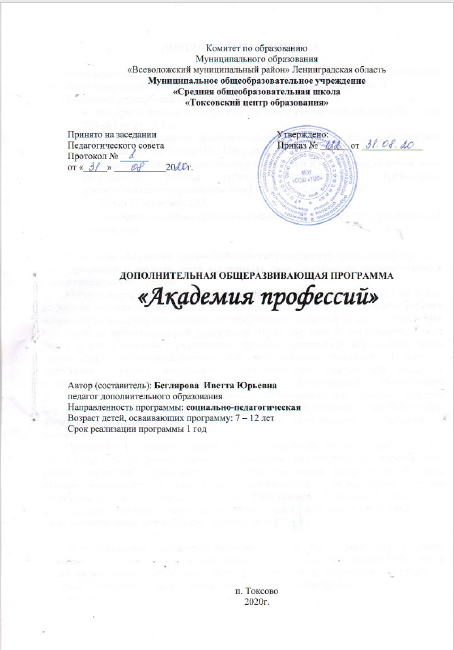 Комитет по образованию
Муниципального образования
«Всеволожский муниципальный район» Ленинградская область
Муниципальное общеобразовательное учреждение
«Средняя общеобразовательная школа
«Токсовский центр образования»
Принято на заседании
Педагогического совета
Протокол №
от « 31 » 08 2020г.
Утверждено:
Приказ № от 31.08.20
ДОПОЛНИТЕЛЬНАЯ ОБЩЕРАЗВИВАЮЩАЯ ПРОГРАММА
«Академия профессий»
Автор (составитель): Беглярова Иветта Юрьевна
педагог дополнительного образования
Направленность программы: социально-педагогическая
Возраст детей, осваивающих программу: 7 – 12 лет
Срок реализации программы 1 год
п. Токсово
2020г.